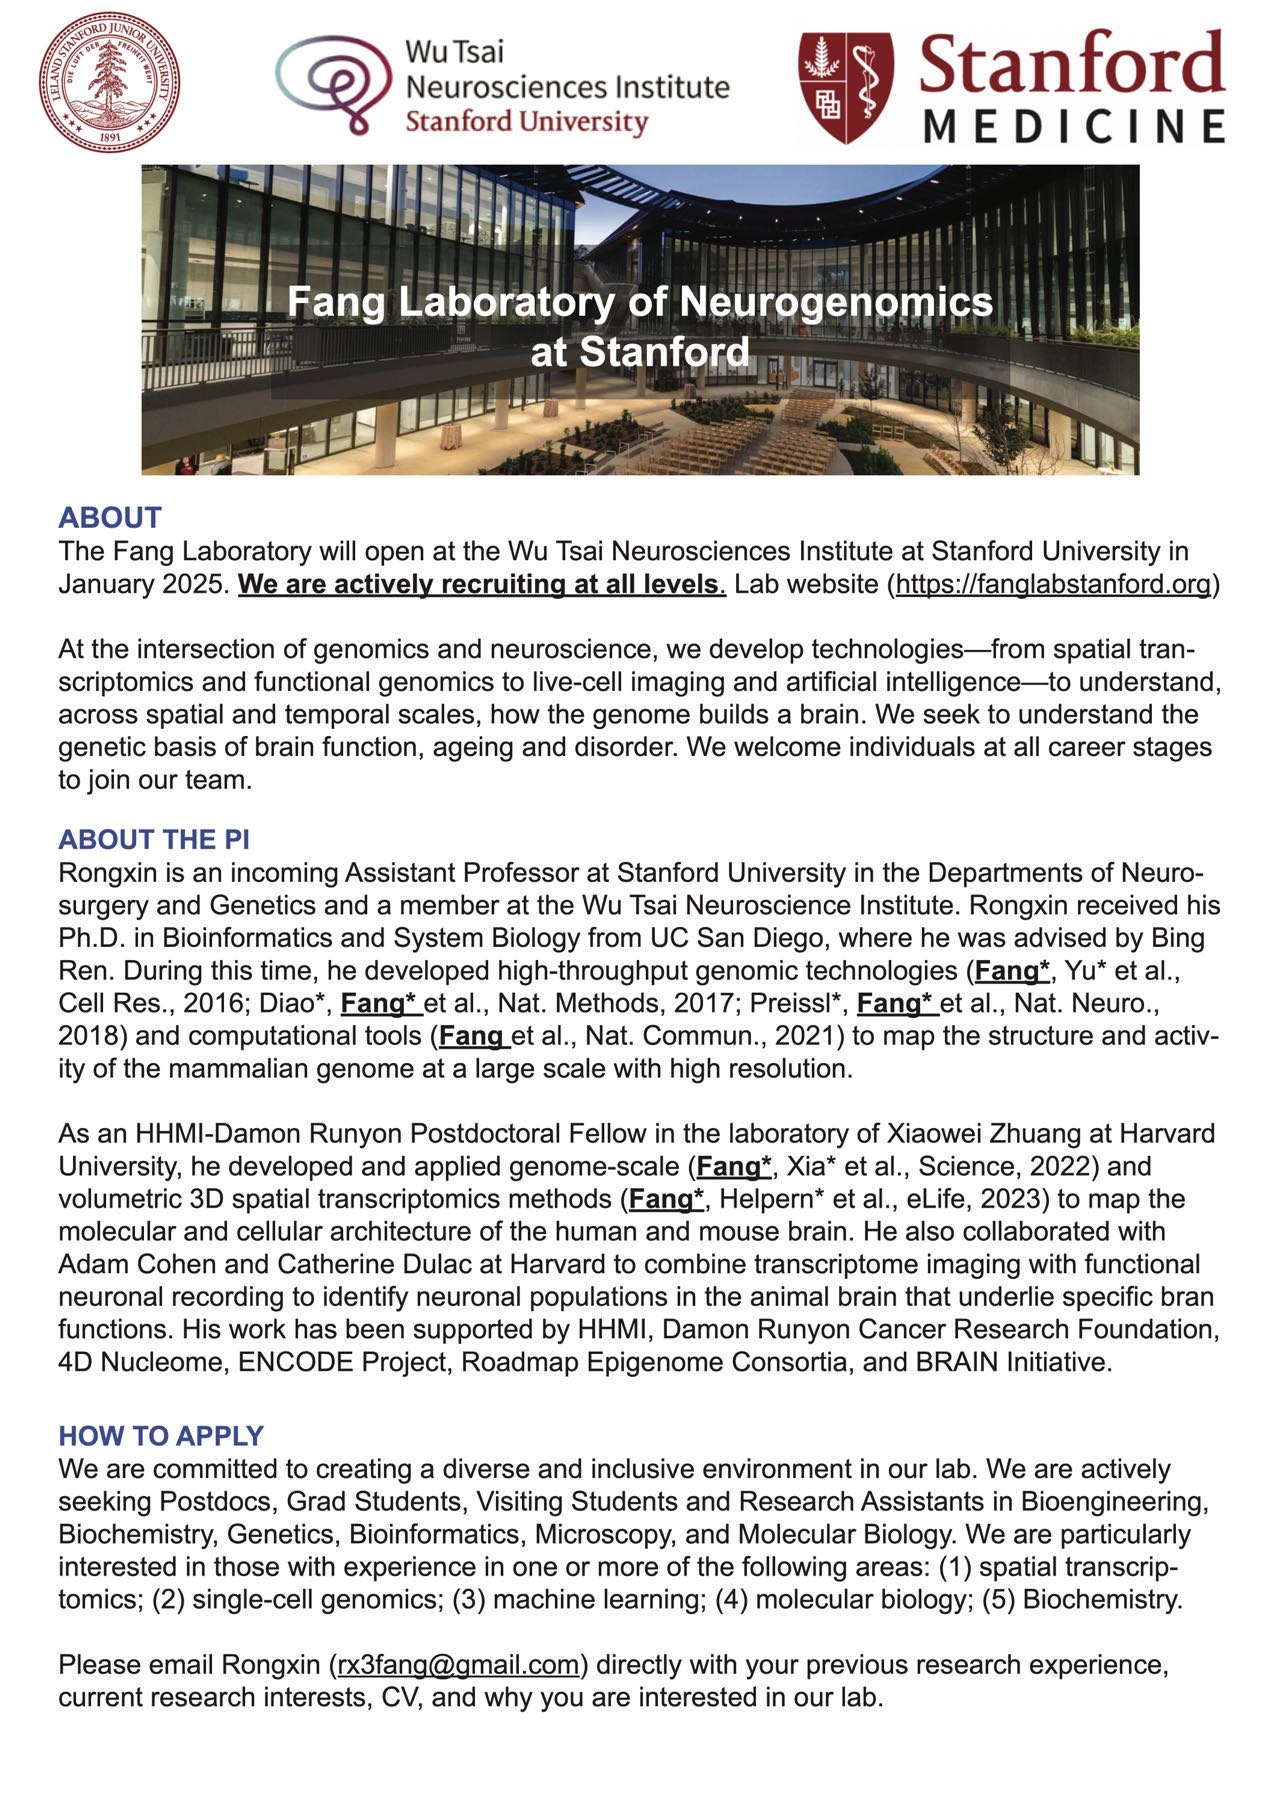 LELAND STANFORD JUNIOR UNIVERSITY
DIE LUFT DER FREIHEIT WEHT
1891
Wu Tsai
Neurosciences Institute
Stanford University
Stanford
MEDICINE
Fang Laboratory of Neurogenomics
at Stanford
ABOUT
The Fang Laboratory will open at the Wu Tsai Neurosciences Institute at Stanford University in
January 2025. We are actively recruiting at all levels. Lab website (https://fanglabstanford.org)
At the intersection of genomics and neuroscience, we develop technologies—from spatial tran-
scriptomics and functional genomics to live-cell imaging and artificial intelligence—to understand,
across spatial and temporal scales, how the genome builds a brain. We seek to understand the
genetic basis of brain function, ageing and disorder. We welcome individuals at all career stages
to join our team.
ABOUT THE PI
Rongxin is an incoming Assistant Professor at Stanford University in the Departments of Neuro-
surgery and Genetics and a member at the Wu Tsai Neuroscience Institute. Rongxin received his
Ph.D. in Bioinformatics and System Biology from UC San Diego, where he was advised by Bing
Ren. During this time, he developed high-throughput genomic technologies (Fang*, Yu* et al.,
Cell Res., 2016; Diao*, Fang* et al., Nat. Methods, 2017; Preissl*, Fang* et al., Nat. Neuro.,
2018) and computational tools (Fang et al., Nat. Commun., 2021) to map the structure and activ-
ity of the mammalian genome at a large scale with high resolution.
As an HHMI-Damon Runyon Postdoctoral Fellow in the laboratory of Xiaowei Zhuang at Harvard
University, he developed and applied genome-scale (Fang*, Xia* et al., Science, 2022) and
volumetric 3D spatial transcriptomics methods (Fang*, Helpern* et al., eLife, 2023) to map the
molecular and cellular architecture of the human and mouse brain. He also collaborated with
Adam Cohen and Catherine Dulac at Harvard to combine transcriptome imaging with functional
neuronal recording to identify neuronal populations in the animal brain that underlie specific bran
functions. His work has been supported by HHMI, Damon Runyon Cancer Research Foundation,
4D Nucleome, ENCODE Project, Roadmap Epigenome Consortia, and BRAIN Initiative.
HOW TO APPLY
We are committed to creating a diverse and inclusive environment in our lab. We are actively
seeking Postdocs, Grad Students, Visiting Students and Research Assistants in Bioengineering,
Biochemistry, Genetics, Bioinformatics, Microscopy, and Molecular Biology. We are particularly
interested in those with experience in one or more of the following areas: (1) spatial transcrip-
tomics; (2) single-cell genomics; (3) machine learning; (4) molecular biology; (5) Biochemistry.
Please email Rongxin (rx3fang@gmail.com) directly with your previous research experience,
current research interests, CV, and why you are interested in our lab.